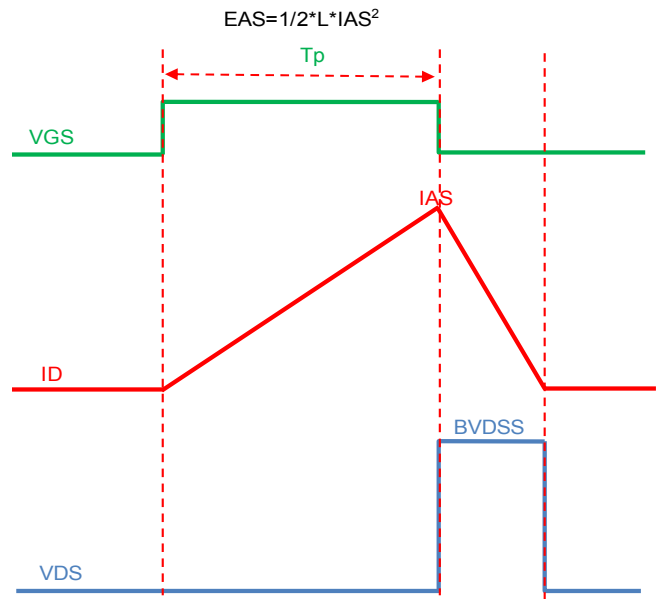 EAS=1/2*L*IAS²
Tp
VGS
IAS
ID
BVDSS
VDS